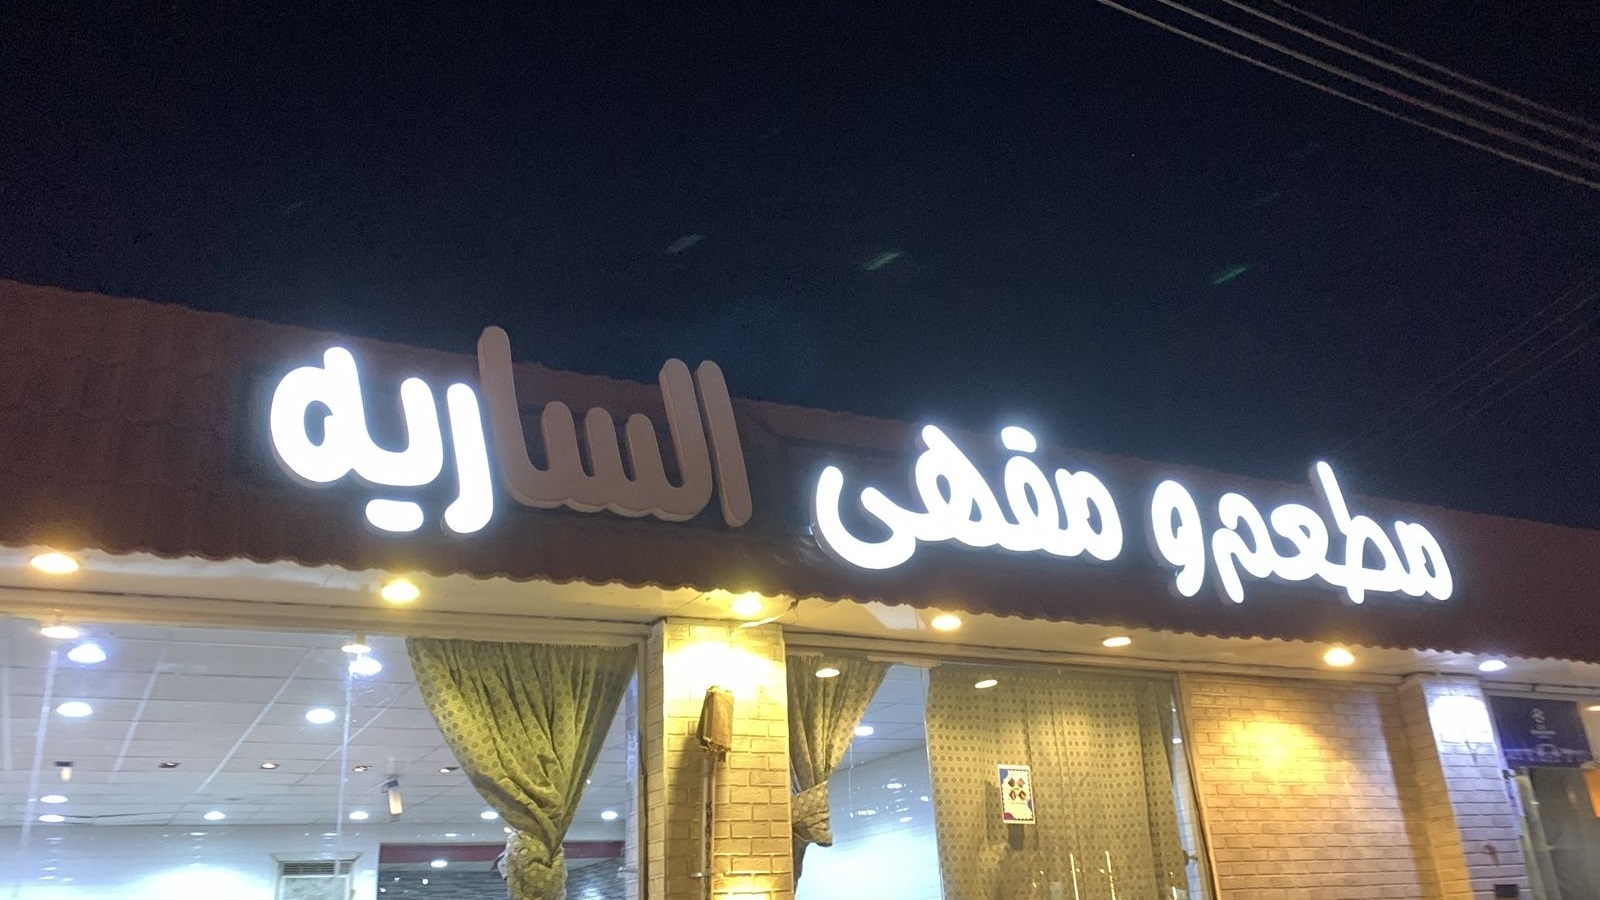 مطعم و مقهى الساريه